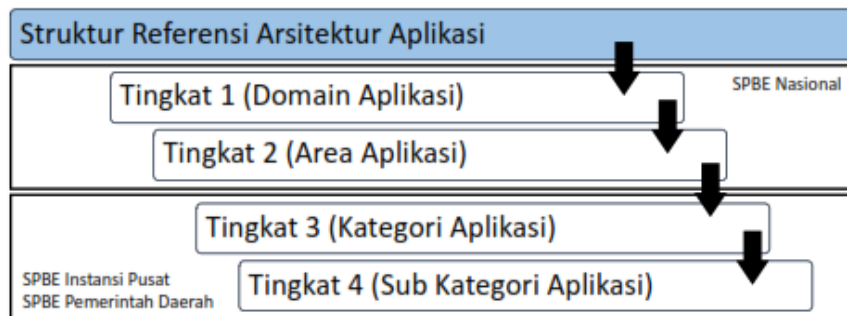 Struktur Referensi Arsitektur Aplikasi
Tingkat 1 (Domain Aplikasi)
SPBE Nasional
Tingkat 2 (Area Aplikasi)
Tingkat 3 (Kategori Aplikasi)
SPBE Instansi Pusat
SPBE Pemerintah Daerah
Tingkat 4 (Sub Kategori Aplikasi)